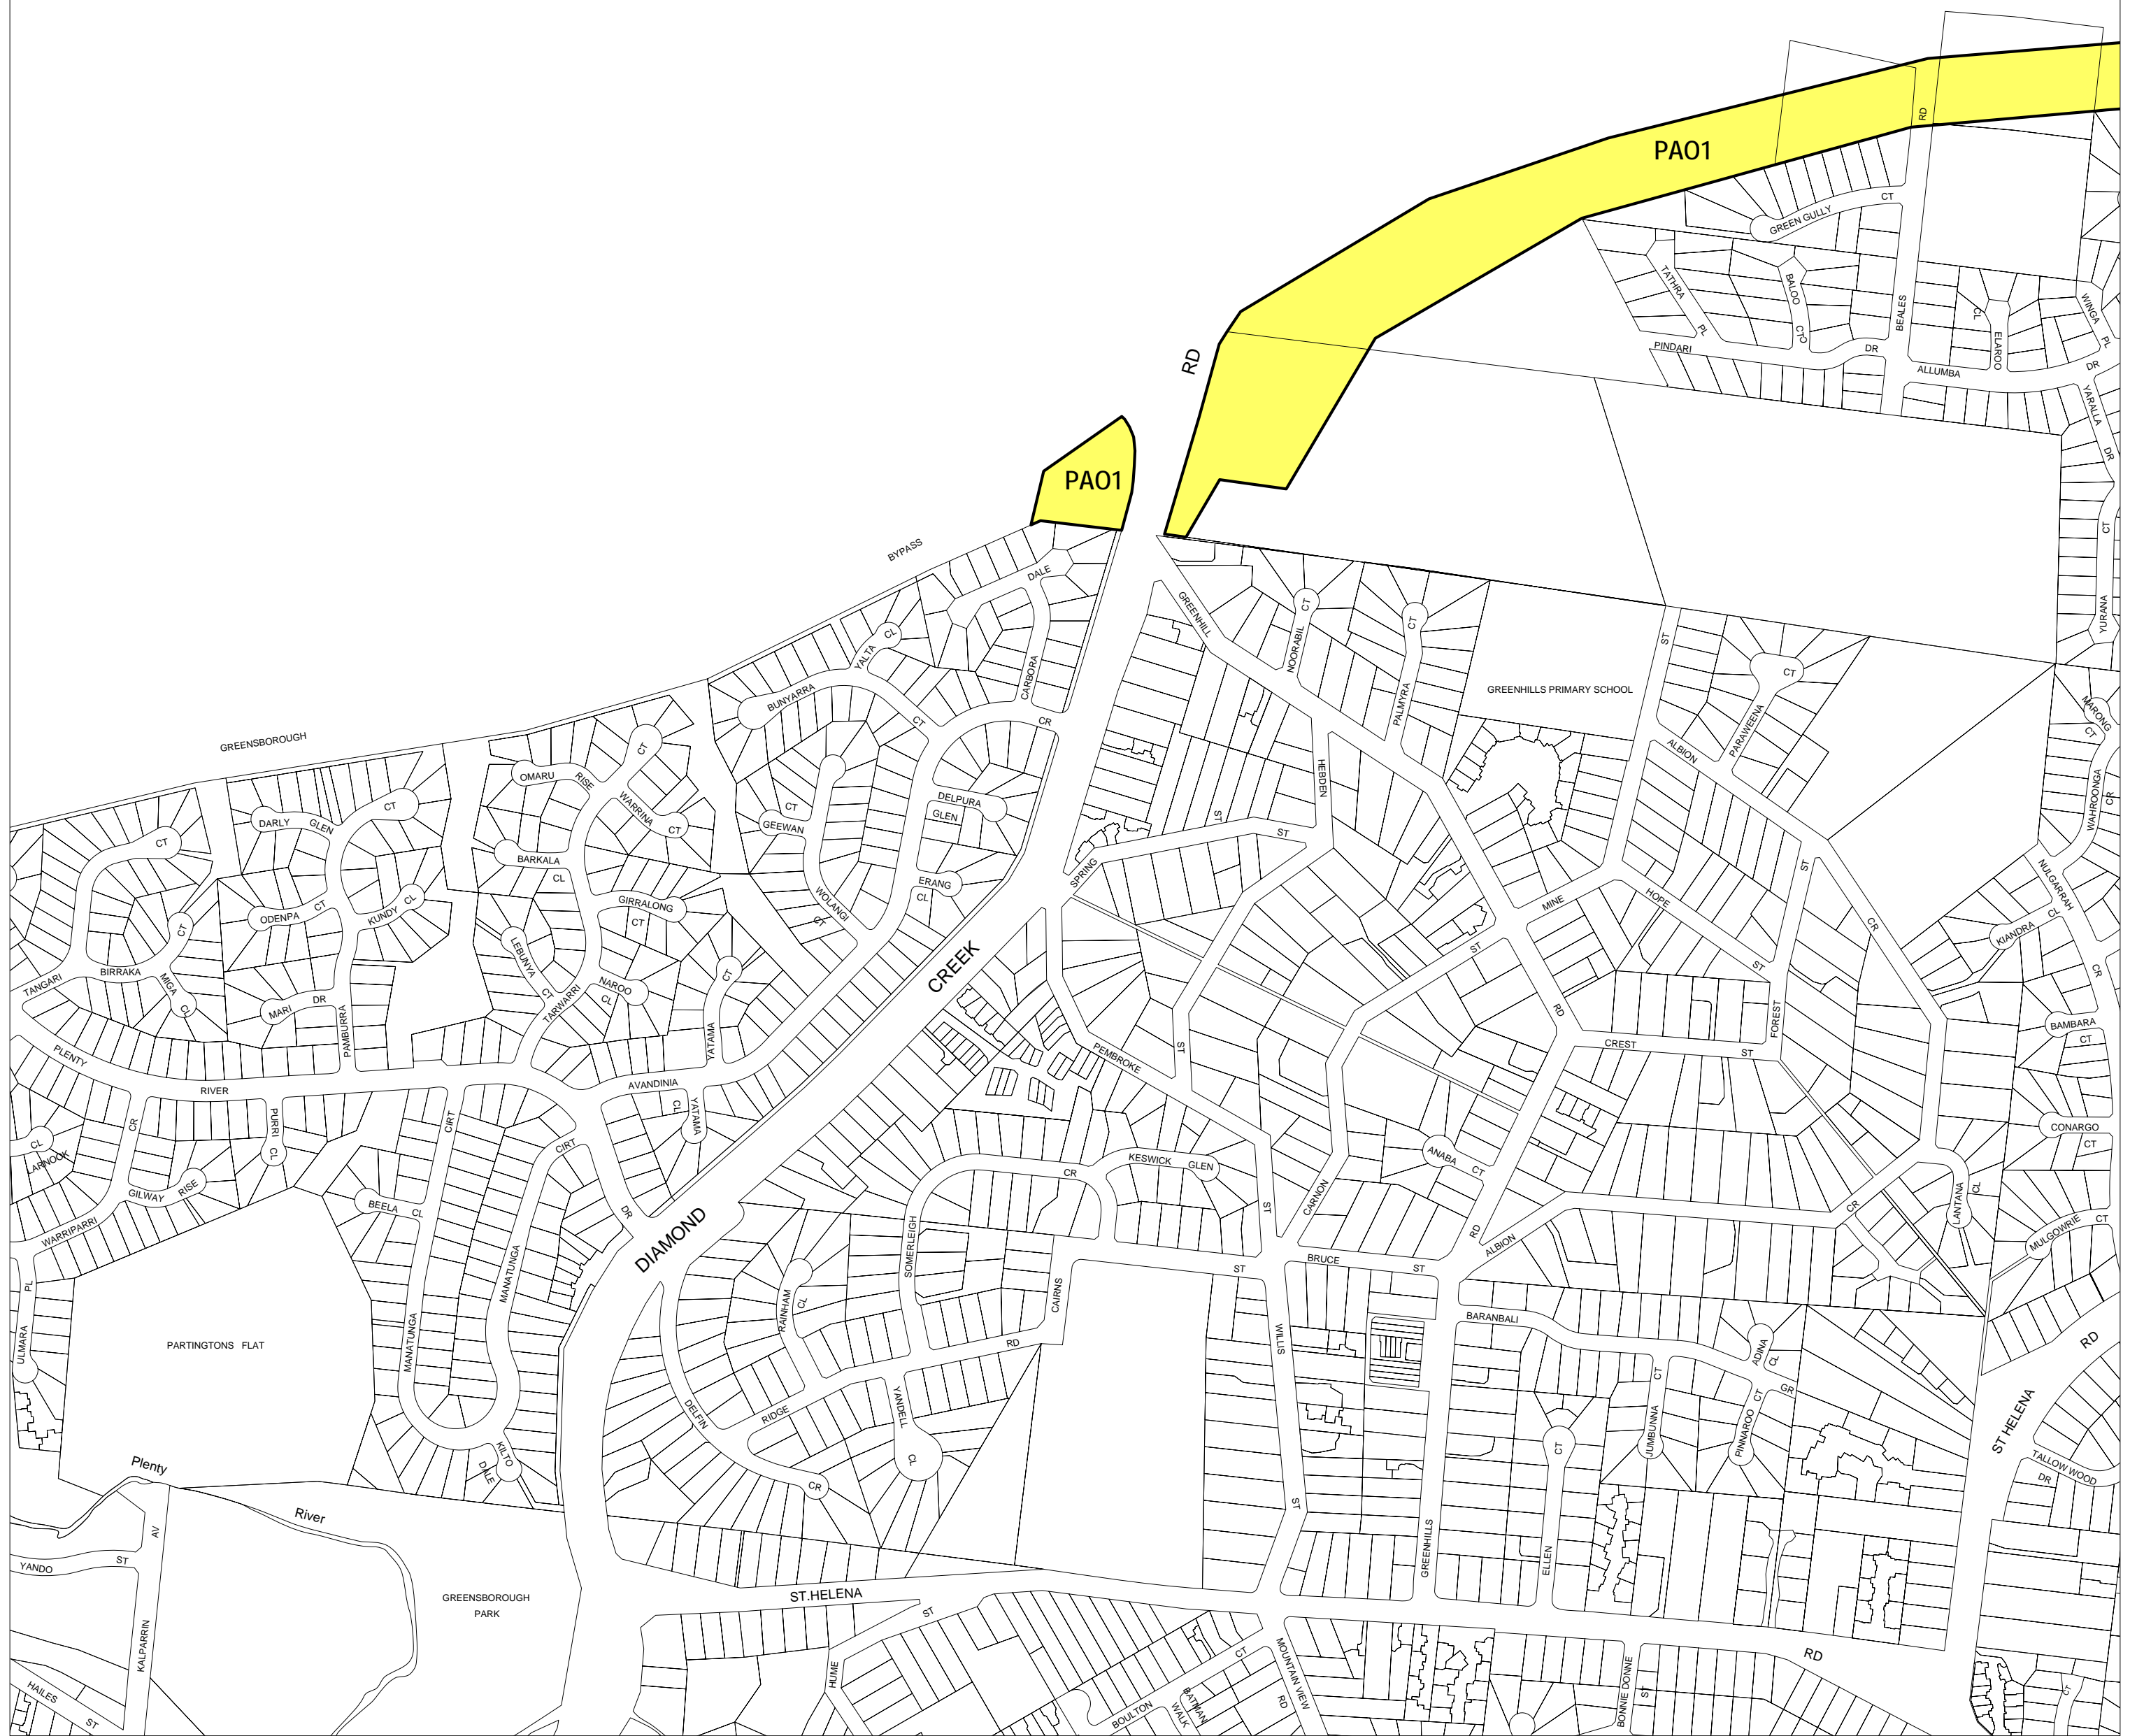 RD
PAO1
GREEN GULLY
CT
TATHRA
PL
BALOO
CT
BEALES
PINDARI
DR
CL
ELAROO
WINGA
PL
ALLUMBA
DR
YARALLA
DR
RD
PAO1
BYPASS
DALE
CARBORA
CL
YALTA
BUNYARRA
CT
CR
GREENHILL
NOORABIL
CT
PALMYRA
CT
GREENHILLS PRIMARY SCHOOL
ST
PARAWEENA
CT
ALBION
YURANA
CT
MARONG
CT
WAHROONGA
CR
GREENSBOROUGH
OMARU
RISE
CT
WARRINA
CT
GEEWAN
CT
DELPURA
GLEN
HEBDEN
ST
ST
SPRING
CT
DARLY
GLEN
CT
BARKALA
CL
GIRRALONG
CT
WOLANGI
CT
ERANG
CL
ODENPA
CT
KUNDY
CL
CT
BIRRAKA
TANGARI
MIGA
CL
MARI
DR
PAMBURRA
LEBUNYA
CT
NAROO
CL
TARWARRI
CT
YATAMA
CREEK
MINE
HOPE
ST
ST
ST
CR
NULGARRAH
KIANDRA
CL
CR
RD
FOREST
CREST
ST
BAMBARA
CT
PLENTY
RIVER
AVANDINIA
CL
YATAMA
PEMBROKE
ST
PURRI
CL
CR
CIRT
CIRT
CL
LARNOOK
GILWAY
RISE
WARRIPARRI
BEELA
CL
DR
DIAMOND
KESWICK
GLEN
CR
ST
CARNON
ANABA
CT
RD
ALBION
CR
CONARGO
CT
LANTANA
CL
MULGOWRIE
CT
SOMERLEIGH
BRUCE
ST
ST
MANATUNGA
MANATUNGA
RAINHAM
CL
CAIRNS
RD
WILLIS
BARANBALI
ADINA
CL
GR
RD
PL
ULMARA
PARTINGTONS FLAT
DELFIN
RIDGE
YANDELL
CL
CR
CT
JUMBUNNA
CT
PINNAROO
CT
ST HELENA
TALLOW WOOD
DR
KILTO
DALE
Plenty
River
AV
YANDO
ST
KALPARRIN
HAILES
ST
GREENSBOROUGH
PARK
ST
GREENHILLS
ELLEN
ST.HELENA
ST
HUME
CT
BOULTON
BATMAN
WALK
MOUNTAIN VIEW
RD
BONNIE DONNE
ST
RD
CT